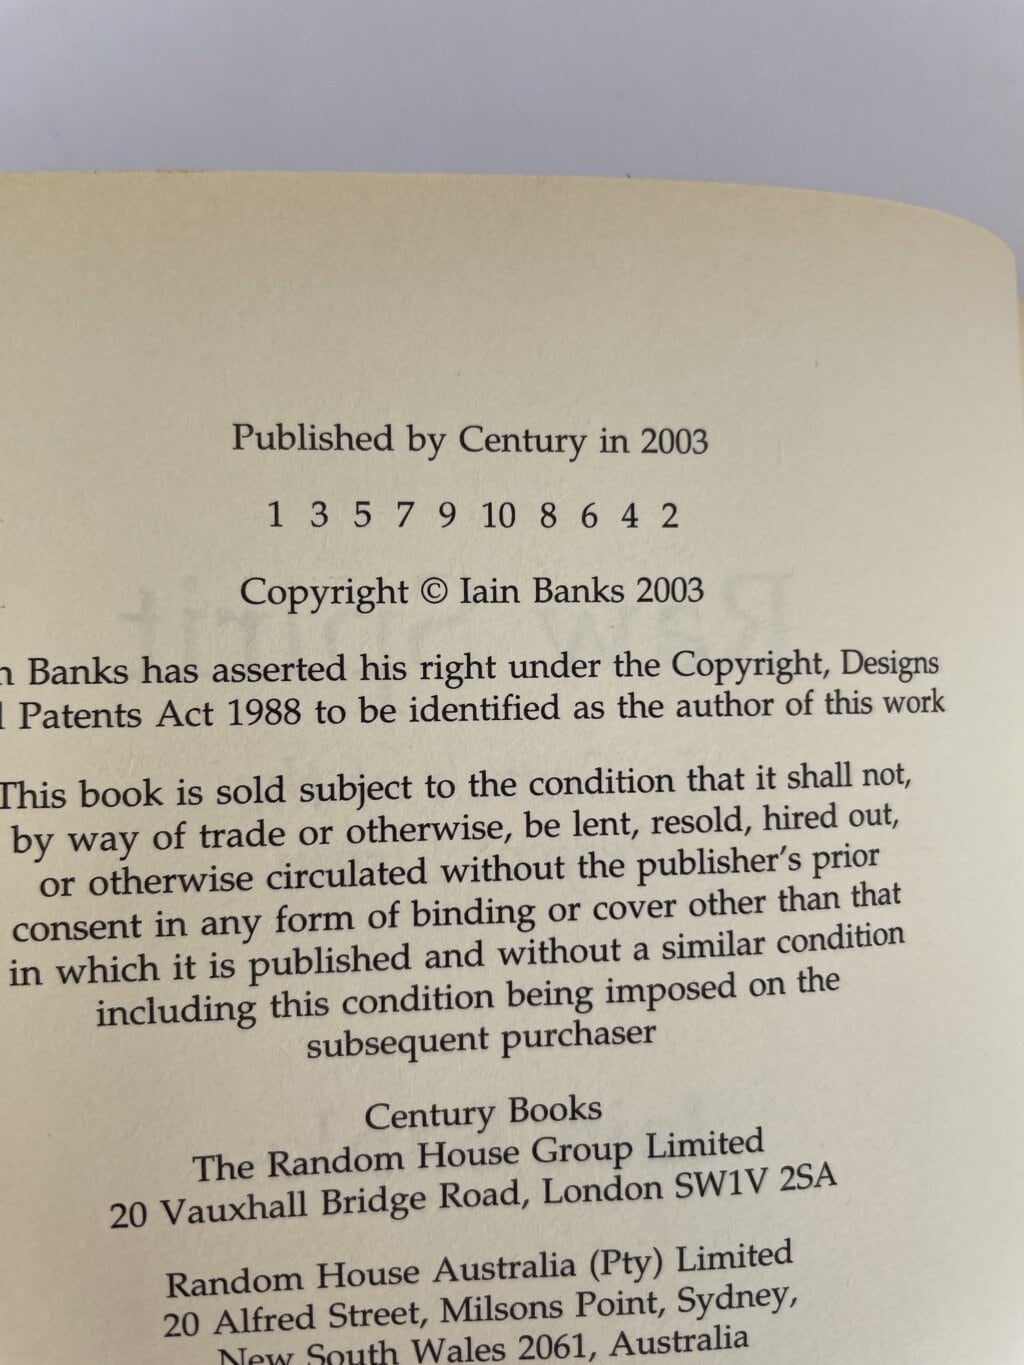 Published by Century in 2003
1 3 5 7 9 10 8 6 4 2
Copyright © Iain Banks 2003
n Banks has asserted his right under the Copyright, Designs
Patents Act 1988 to be identified as the author of this work
This book is sold subject to the condition that it shall not,
by way of trade or otherwise, be lent, resold, hired out,
or otherwise circulated without the publisher's prior
consent in any form of binding or cover other than that
in which it is published and without a similar condition
including this condition being imposed on the
subsequent purchaser
Century Books
The Random House Group Limited
20 Vauxhall Bridge Road, London SW1V 2SA
Random House Australia (Pty) Limited
20 Alfred Street, Milsons Point, Sydney,
New South Wales 2061, Australia